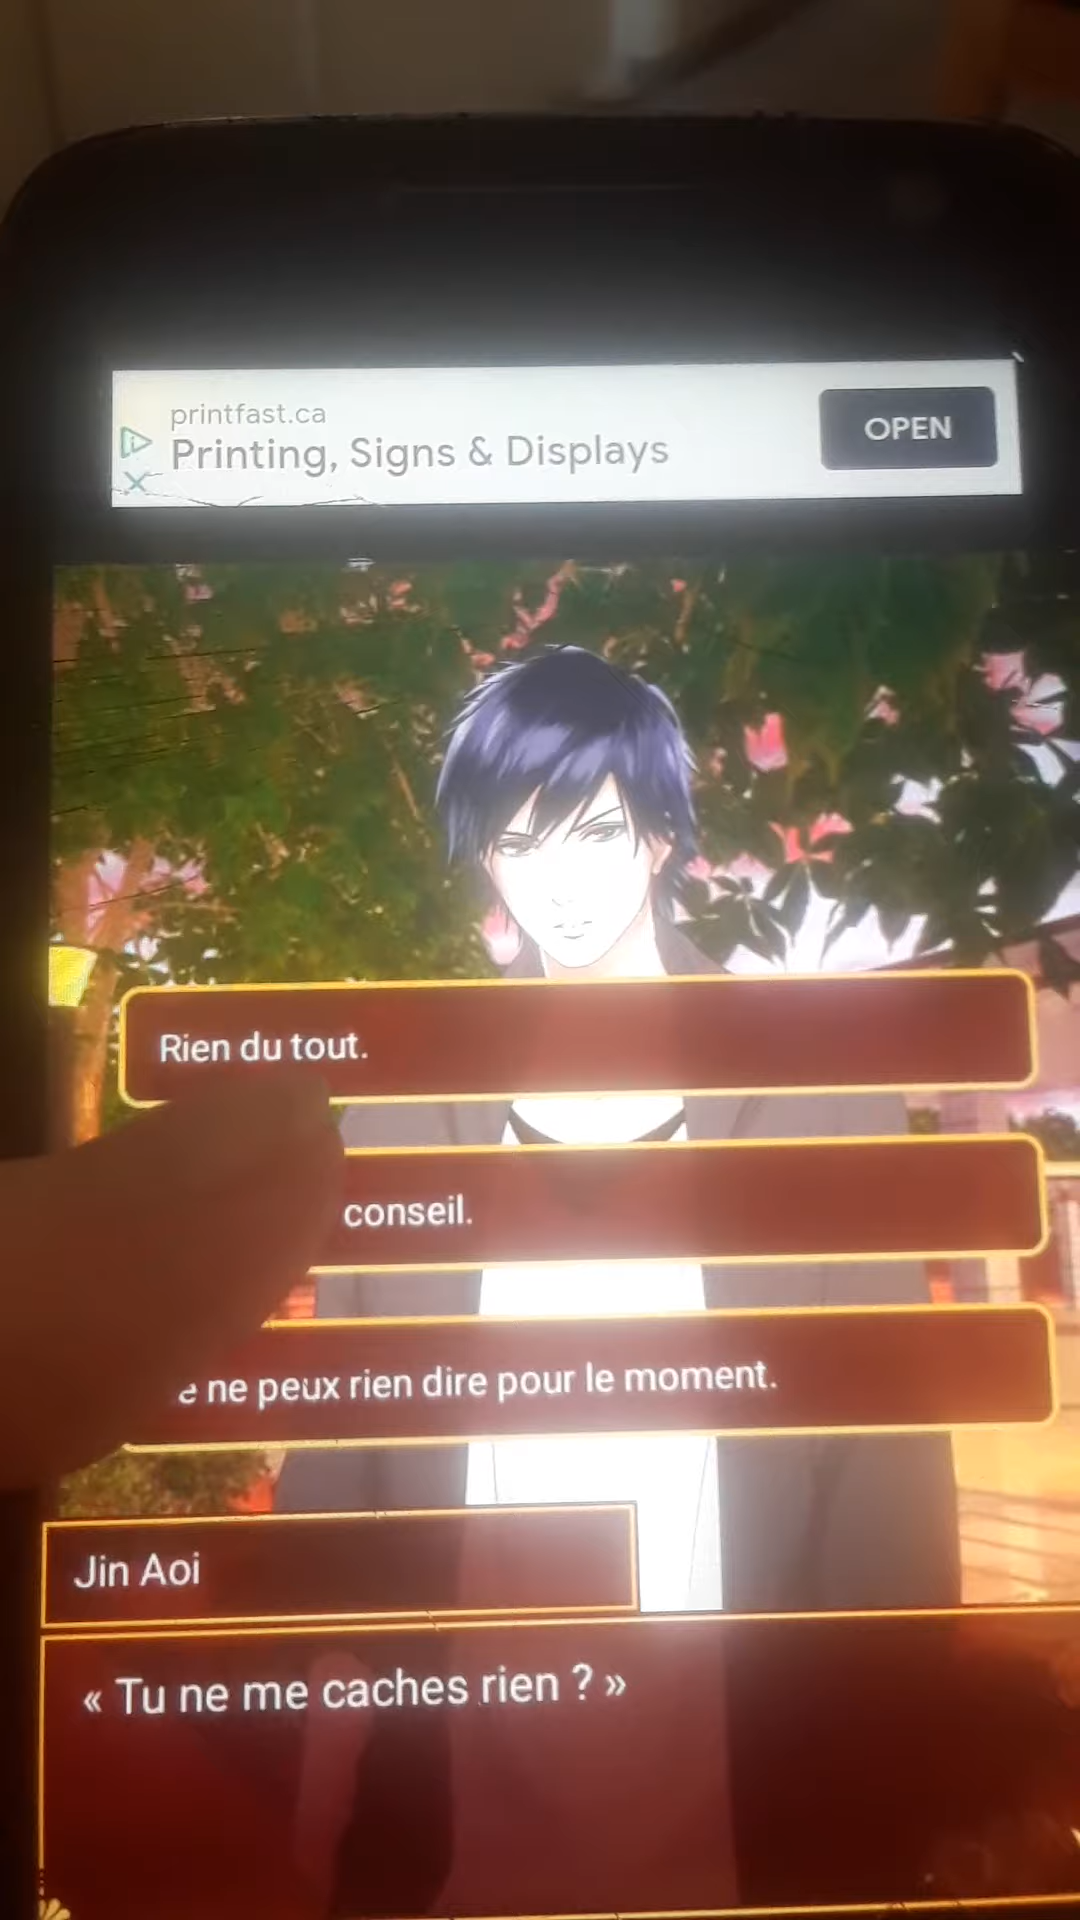 printfast.ca
Printing, Signs & Displays
OPEN
Rien du tout.
conseil.
ne peux rien dire pour le moment.
Jin Aoi
« Tu ne me caches rien ? »